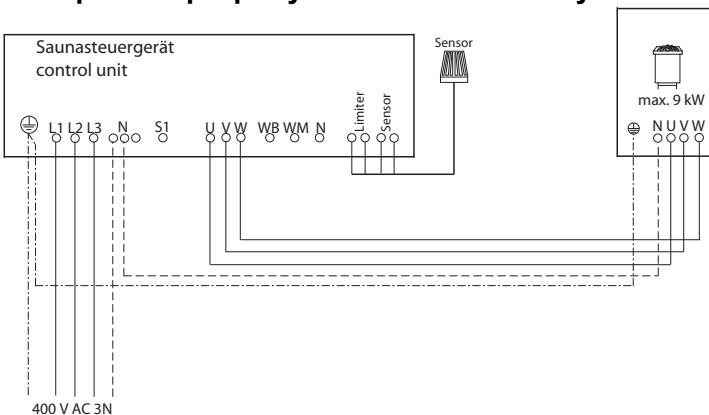 Saunasteuergerät
control unit
Sensor
max. 9 kW
L1 L2 L3 N S1 U V W WB WM N Limiter Sensor
N U V W
400 V AC 3N